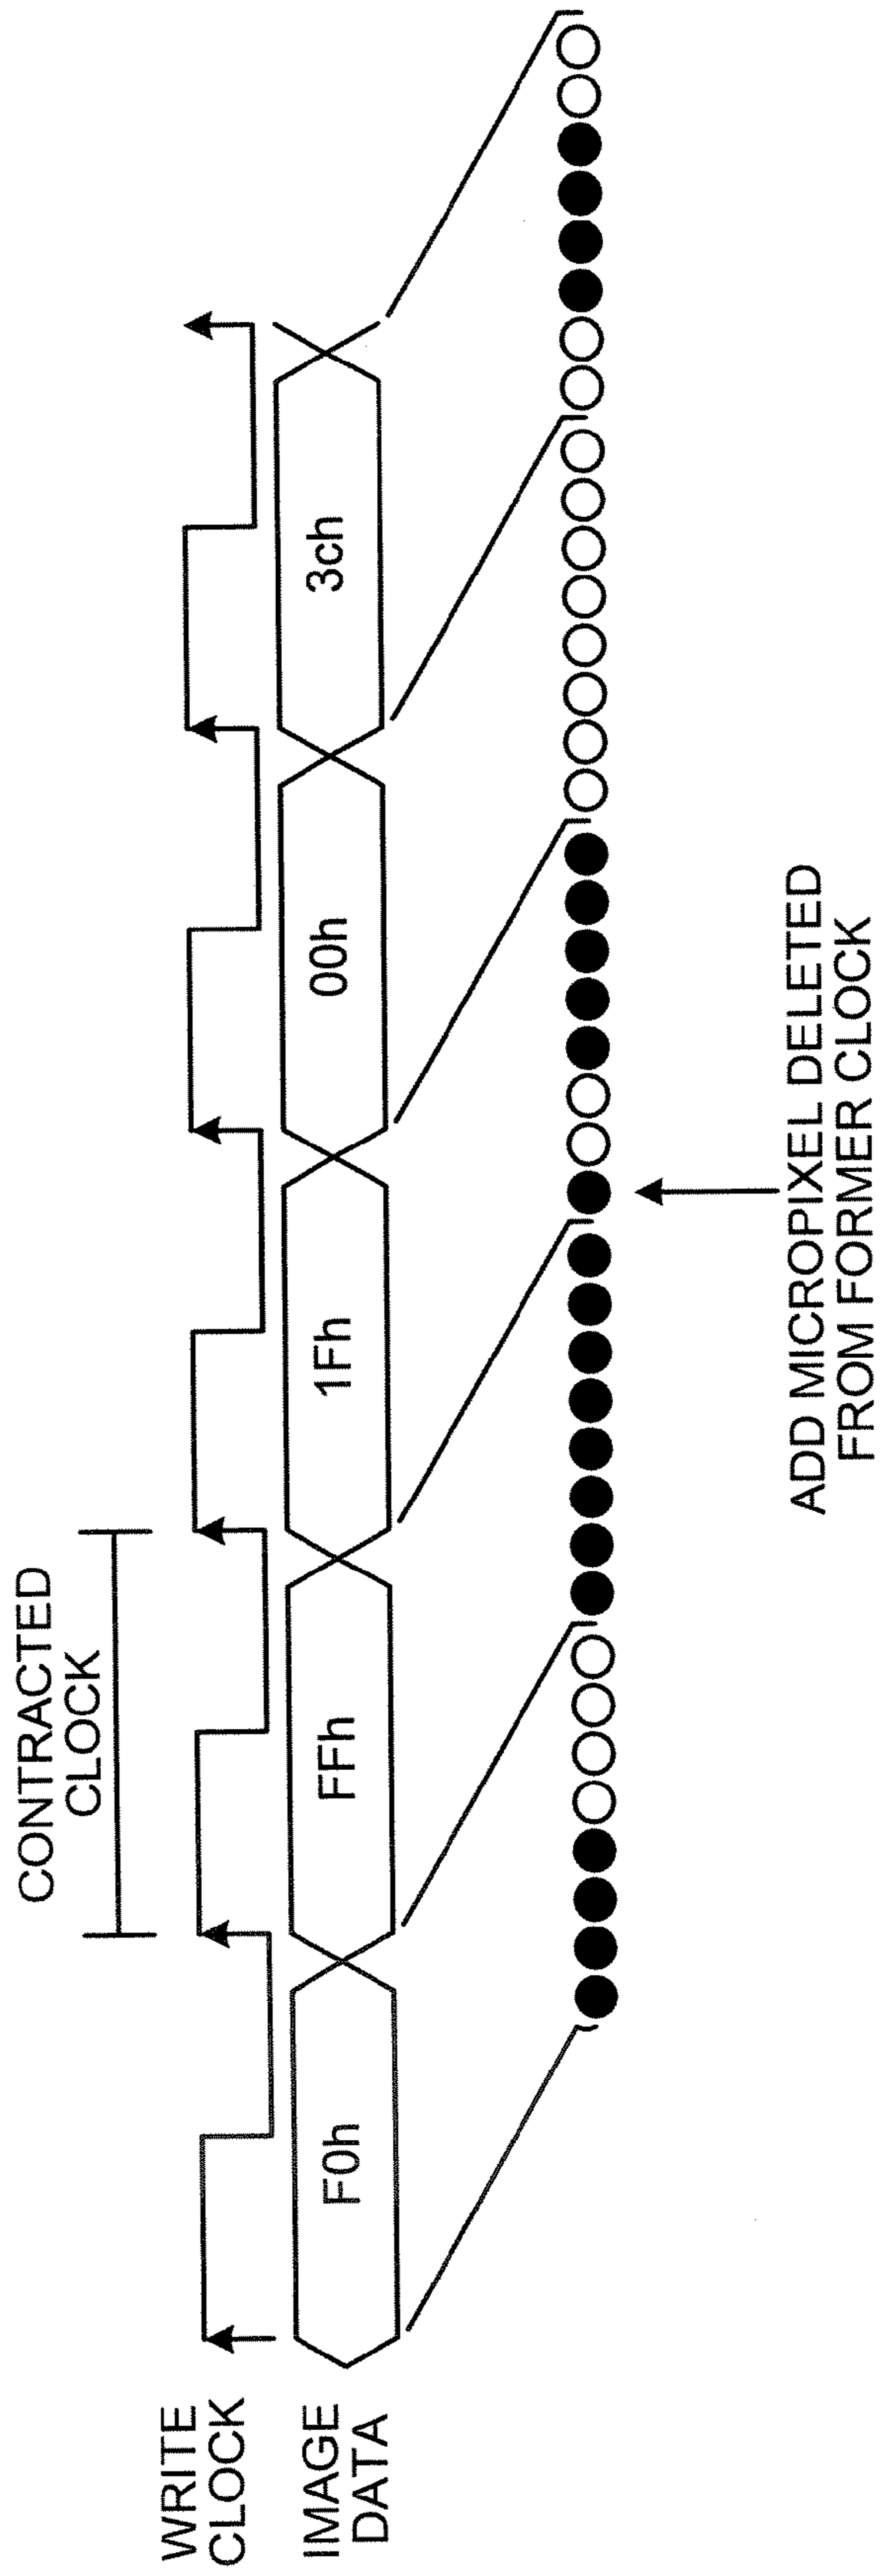 CONTRACTED
CLOCK
WRITE
CLOCK
IMAGE
DATA
F0h
FFh
1Fh
00h
3ch
ADD MICROPIXEL DELETED
FROM FORMER CLOCK